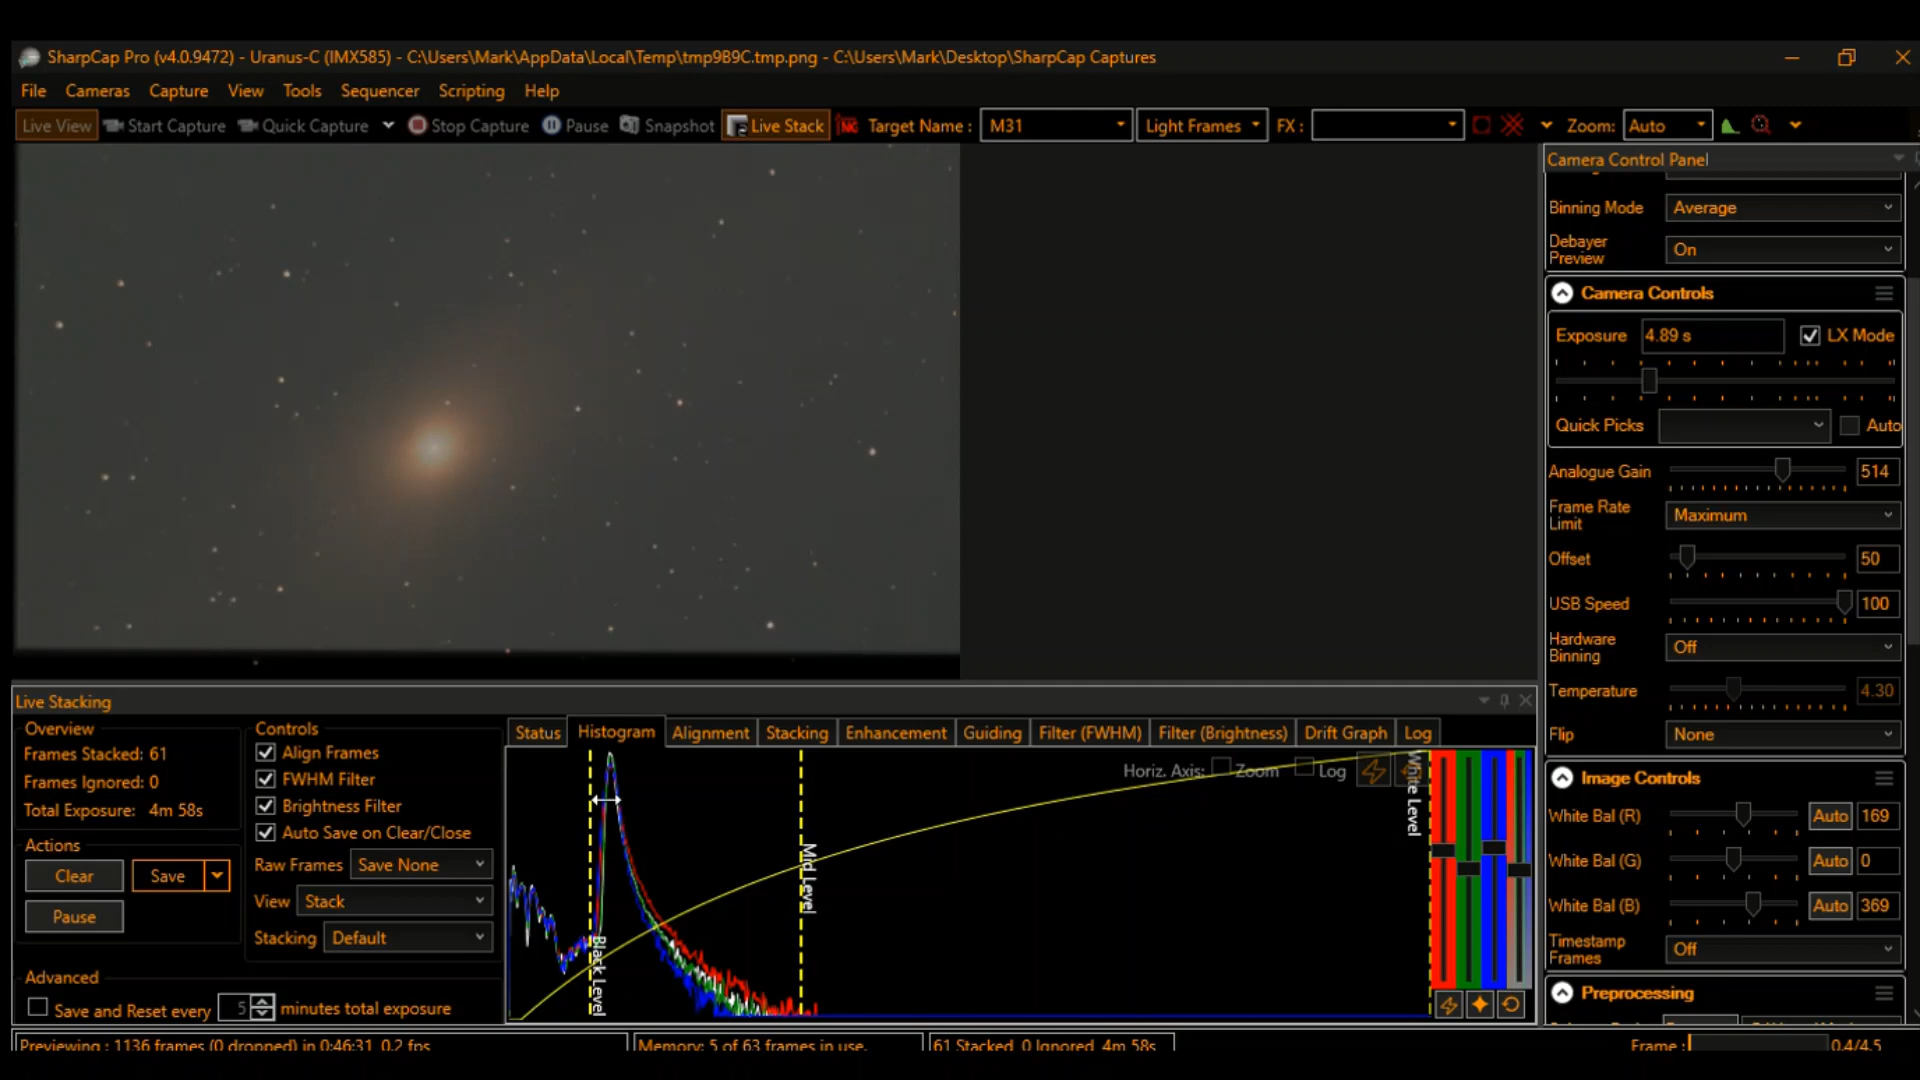 SharpCap Pro (v4.0.9472) - Uranus-C (IMX585) - C:\Users\Mark\AppData\Local\Temp\tmp9B9C.tmp.png - C:\Users\Mark\Desktop\SharpCap Captures
File Cameras Capture View Tools Sequencer Scripting Help
Live View Start Capture Quick Capture Stop Capture Pause Snapshot Live Stack Target Name : M31 Light Frames FX : Zoom: Auto
Camera Control Panel
Binning Mode Average
Debayer Preview On
Camera Controls
Exposure 4.89 s LX Mode
Quick Picks Auto
Analogue Gain 514
Frame Rate Limit Maximum
Offset 50
USB Speed 100
Hardware Binning Off
Temperature 4.30
Flip None
Image Controls
White Bal (R) Auto 169
White Bal (G) Auto 0
White Bal (B) Auto 369
Timestamp Frames Off
Preprocessing
Live Stacking
Overview
Frames Stacked: 61
Frames Ignored: 0
Total Exposure: 4m 58s
Actions
Clear Save
Pause
Controls
Align Frames
FWHM Filter
Brightness Filter
Auto Save on Clear/Close
Raw Frames Save None
View Stack
Stacking Default
Advanced
Save and Reset every 5 minutes total exposure
Status Histogram Alignment Stacking Enhancement Guiding Filter (FWHM) Filter (Brightness) Drift Graph Log
Horiz. Axis: Zoom Log
Black Level
Mid Level
White Level
Previewing : 1136 frames (0 dropped) in 0:46:31, 0.2 fps
Memory: 5 of 63 frames in use.
61 Stacked, 0 Ignored, 4m 58s
Frame : 0.4/4.5